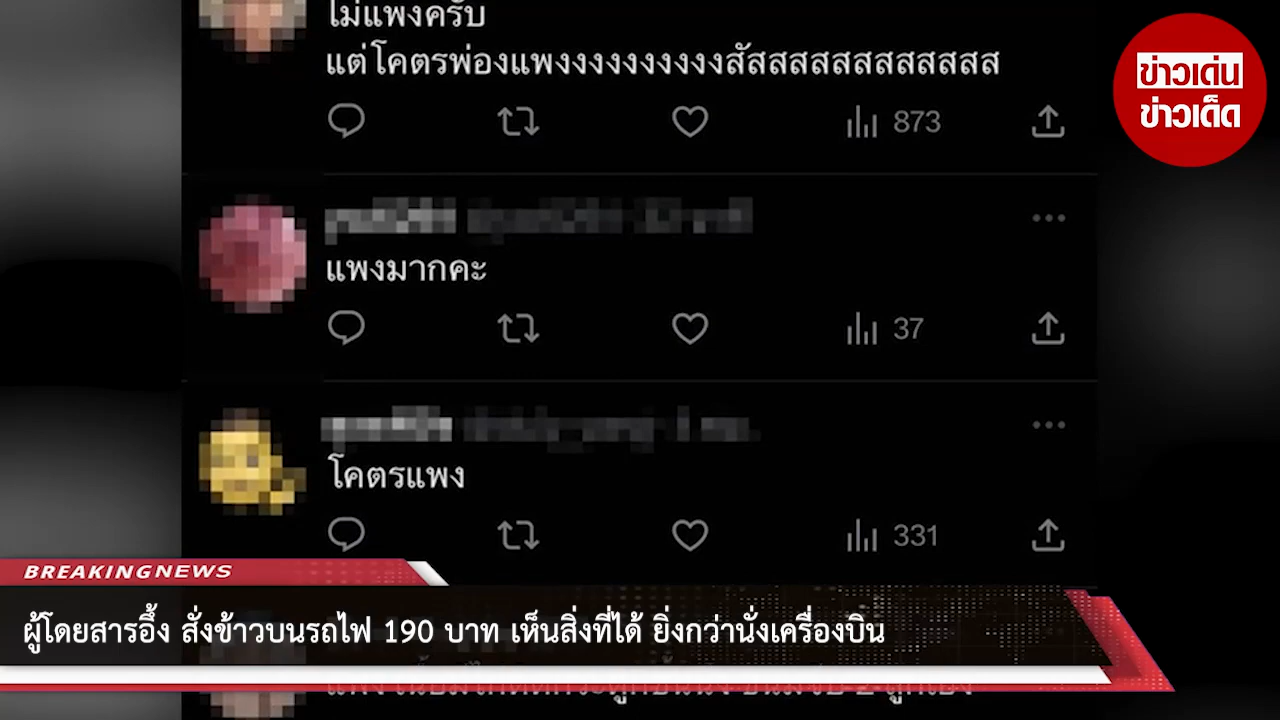 ไม่แพงครับ
แต่โคตรพ่องแพงงงงงงงงงงสัสสสสสสสสสสสสส
873
ข่าวเด่น
ข่าวเด็ด
แพงมากคะ
37
โคตรแพง
331
BREAKINGNEWS
ผู้โดยสารอึ้ง สั่งข้าวบนรถไฟ 190 บาท เห็นสิ่งที่ได้ ยิ่งกว่านั่งเครื่องบิน